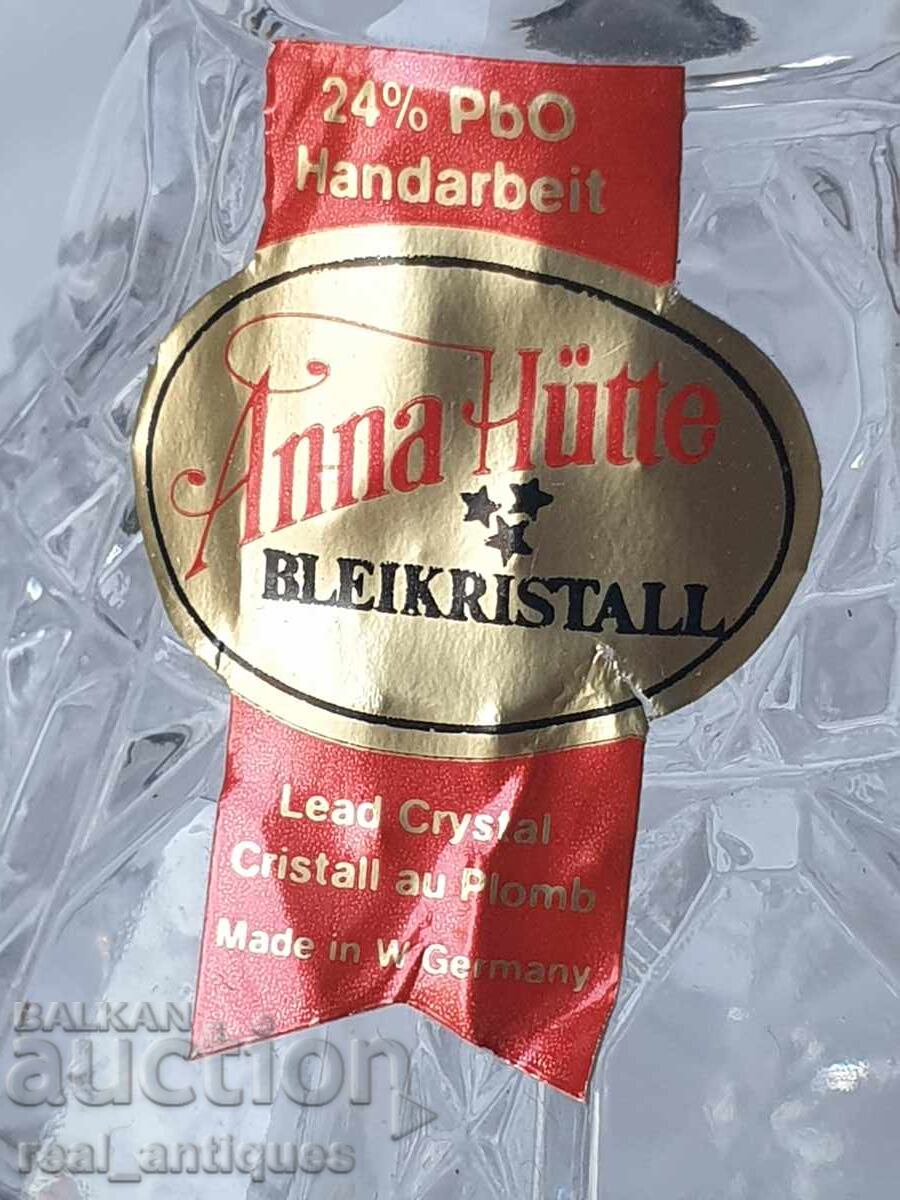 24% PbO
Handarbeit
Anna Hütte
BLEIKRISTALL
Lead Crystal
Cristall au Plomb
Made in W Germany
BALKAN
auction
real_antiques